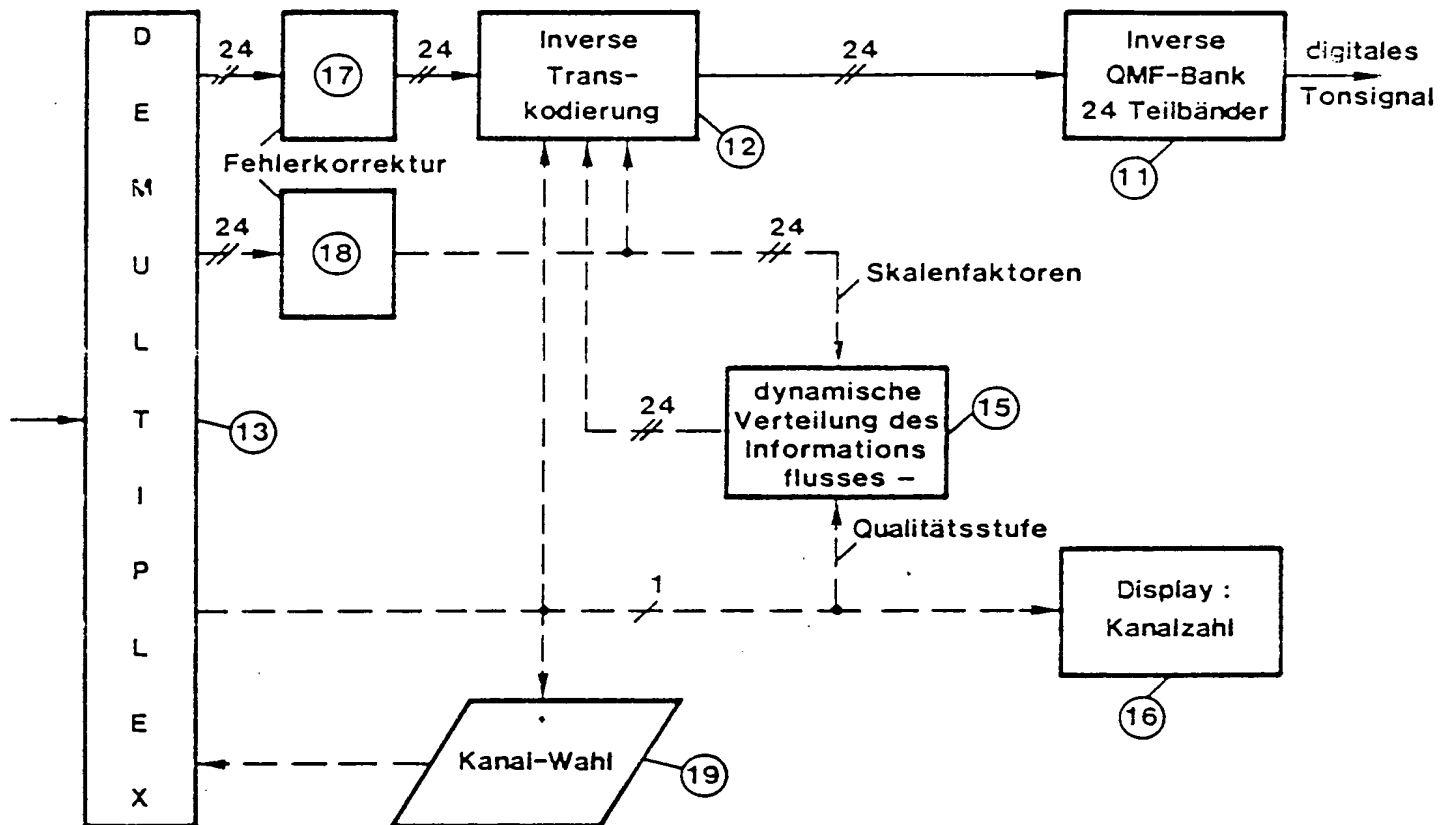 DEMULTIPLEX
24
17
24
Inverse
Trans-
kodierung
12
24
Inverse
QMF-Bank
24 Teilbänder
11
digitales
Tonsignal
Fehlerkorrektur
24
18
24
Skalenfaktoren
13
24
dynamische
Verteilung des
Informations
flusses –
15
Qualitätsstufe
1
Display :
Kanalzahl
16
Kanal-Wahl
19